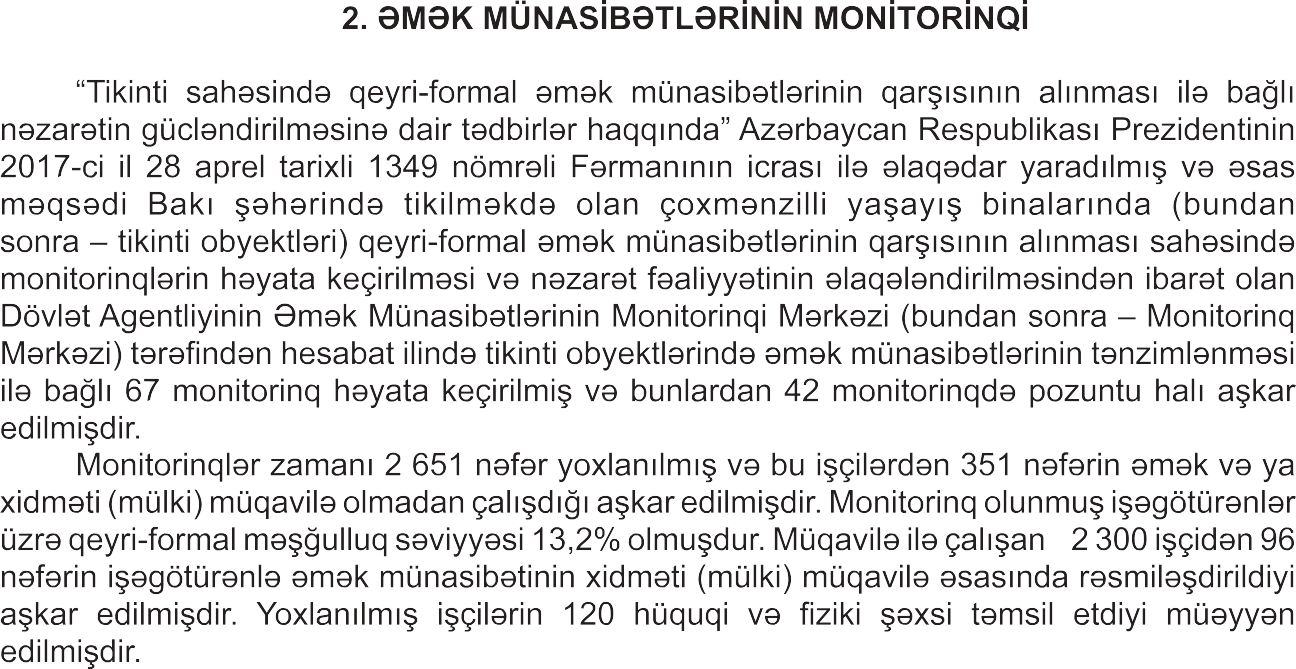 2. ƏMƏK MÜNASİBƏTLƏRİNİN MONİTORİNQİ
“Tikinti sahəsində qeyri-formal əmək münasibətlərinin qarşısının alınması ilə bağlı
nəzarətin gücləndirilməsinə dair tədbirlər haqqında” Azərbaycan Respublikası Prezidentinin
2017-ci il 28 aprel tarixli 1349 nömrəli Fərmanının icrası ilə əlaqədar yaradılmış və əsas
məqsədi Bakı şəhərində tikilməkdə olan çoxmənzilli yaşayış binalarında (bundan
sonra – tikinti obyektləri) qeyri-formal əmək münasibətlərinin qarşısının alınması sahəsində
monitorinqlərin həyata keçirilməsi və nəzarət fəaliyyətinin əlaqələndirilməsindən ibarət olan
Dövlət Agentliyinin Əmək Münasibətlərinin Monitorinqi Mərkəzi (bundan sonra – Monitorinq
Mərkəzi) tərəfindən hesabat ilində tikinti obyektlərində əmək münasibətlərinin tənzimlənməsi
ilə bağlı 67 monitorinq həyata keçirilmiş və bunlardan 42 monitorinqdə pozuntu halı aşkar
edilmişdir.
Monitorinqlər zamanı 2 651 nəfər yoxlanılmış və bu işçilərdən 351 nəfərin əmək və ya
xidməti (mülki) müqavilə olmadan çalışdığı aşkar edilmişdir. Monitorinq olunmuş işəgötürənlər
üzrə qeyri-formal məşğulluq səviyyəsi 13,2% olmuşdur. Müqavilə ilə çalışan 2 300 işçidən 96
nəfərin işəgötürənlə əmək münasibətinin xidməti (mülki) müqavilə əsasında rəsmiləşdirildiyi
aşkar edilmişdir. Yoxlanılmış işçilərin 120 hüquqi və fiziki şəxsi təmsil etdiyi müəyyən
edilmişdir.